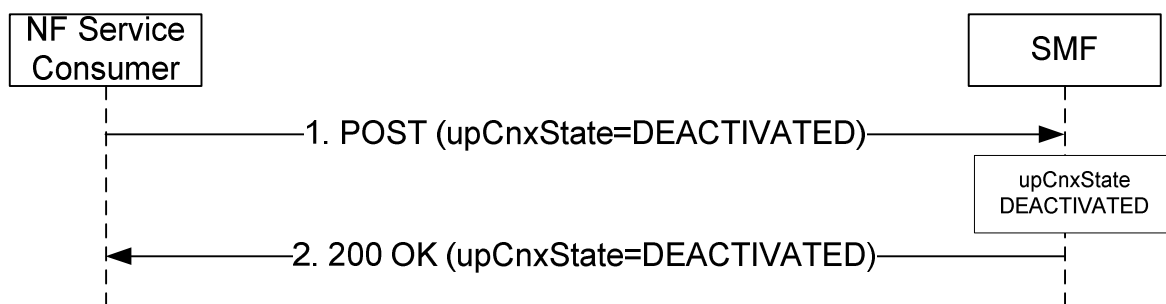 NF Service
Consumer
SMF
1. POST (upCnxState=DEACTIVATED)
upCnxState
DEACTIVATED
2. 200 OK (upCnxState=DEACTIVATED)